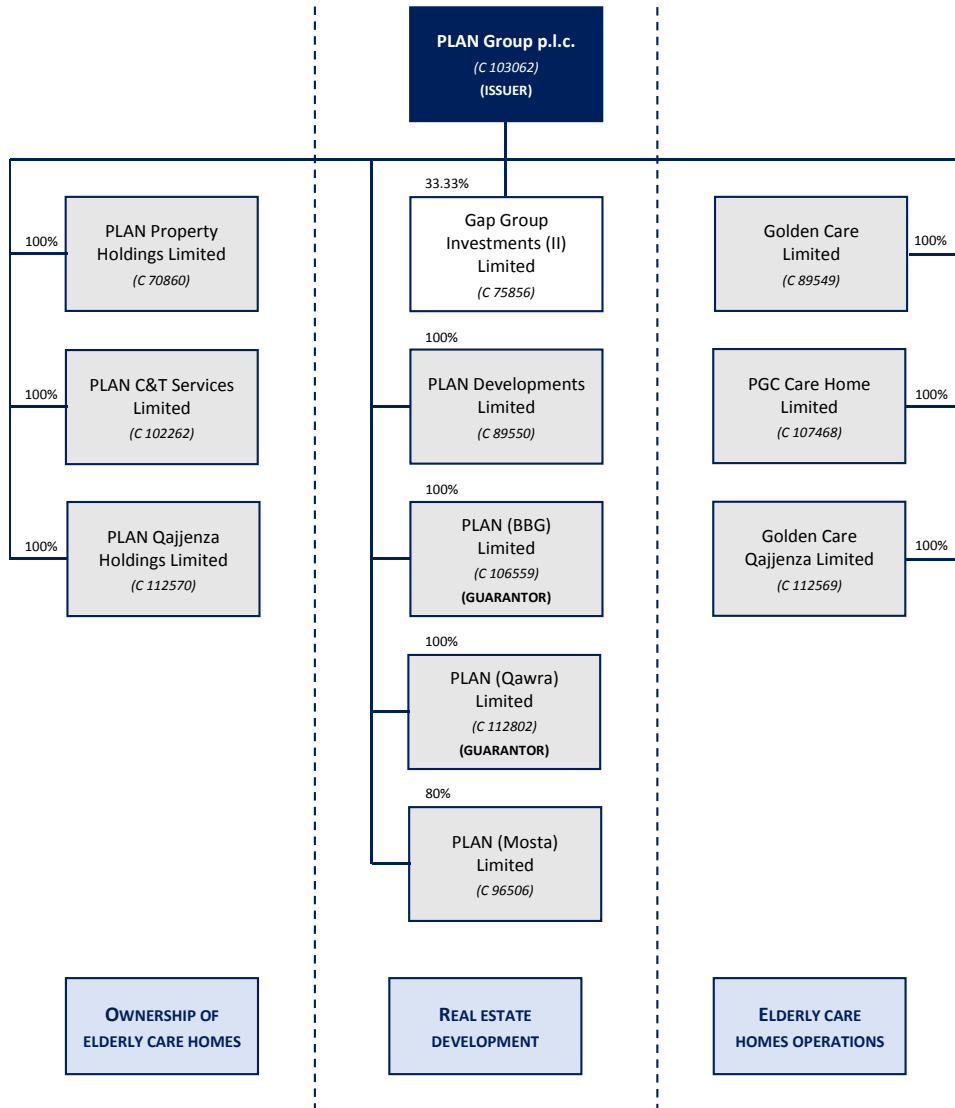 PLAN Group p.l.c.
(C 103062)
(ISSUER)
100%
PLAN Property
Holdings Limited
(C 70860)
100%
PLAN C&T Services
Limited
(C 102262)
100%
PLAN Qajjenza
Holdings Limited
(C 112570)
33.33%
Gap Group
Investments (II)
Limited
(C 75856)
100%
PLAN Developments
Limited
(C 89550)
100%
PLAN (BBG)
Limited
(C 106559)
(GUARANTOR)
100%
PLAN (Qawra)
Limited
(C 112802)
(GUARANTOR)
80%
PLAN (Mosta)
Limited
(C 96506)
Golden Care
Limited
(C 89549)
100%
PGC Care Home
Limited
(C 107468)
100%
Golden Care
Qajjenza Limited
(C 112569)
100%
OWNERSHIP OF
ELDERLY CARE HOMES
REAL ESTATE
DEVELOPMENT
ELDERLY CARE
HOMES OPERATIONS